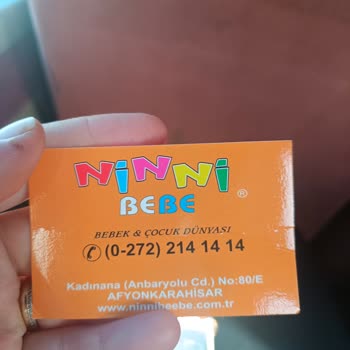 NiNNi
BEBE
®
BEBEK & ÇOCUK DÜNYASI
✆ (0-272) 214 14 14
Kadınana (Anbaryolu Cd.) No:80/E
AFYONKARAHİSAR
www.ninnibeebe.com.tr